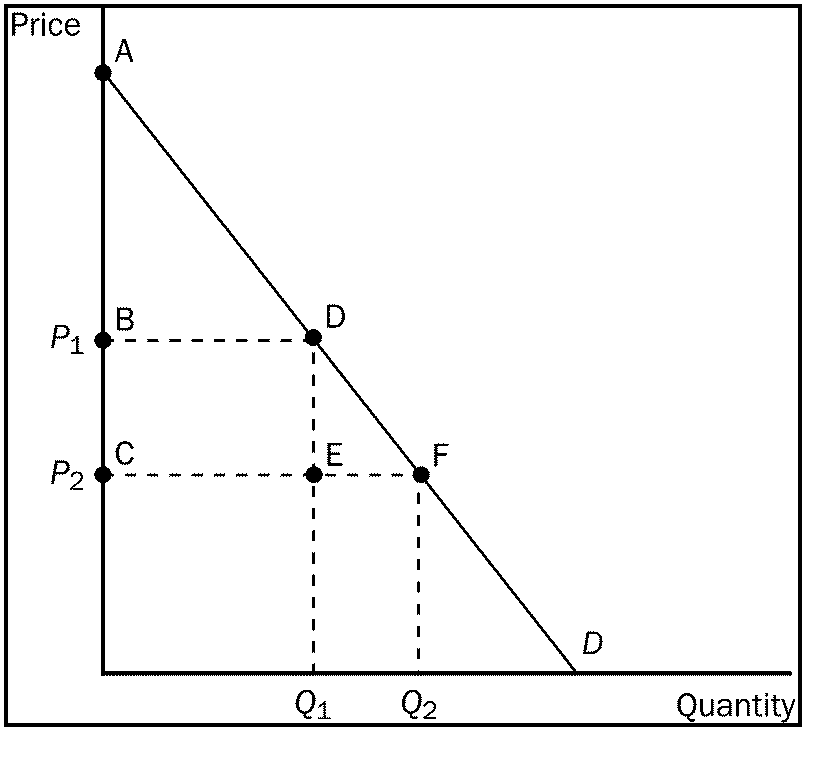 Price
A
P1 B D
P2 C E F
D
Q1 Q2
Quantity